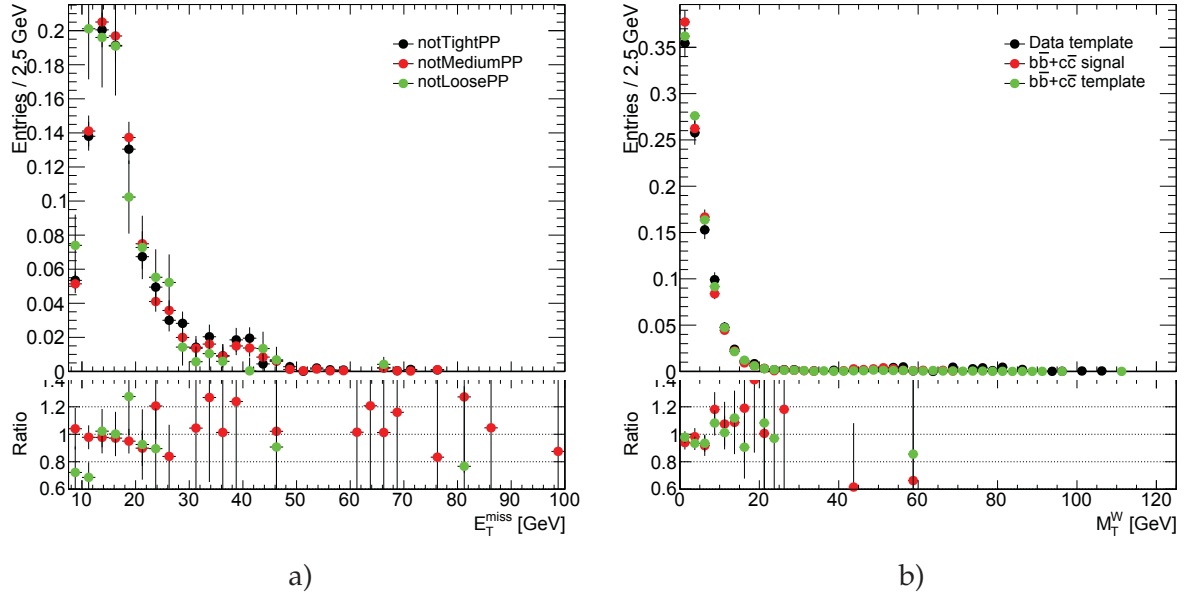 Entries / 2.5 GeV
0.2
0.18
0.16
0.14
0.12
0.1
0.08
0.06
0.04
0.02
0
notTightPP
notMediumPP
notLoosePP
Ratio
1.4
1.2
1.0
0.8
0.6
10 20 30 40 50 60 70 80 90 100
E_T^miss [GeV]
a)
Entries / 2.5 GeV
0.35
0.3
0.25
0.2
0.15
0.1
0.05
0
Data template
bb̄+cc̄ signal
bb̄+cc̄ template
Ratio
1.4
1.2
1.0
0.8
0.6
0 20 40 60 80 100 120
M_T^W [GeV]
b)